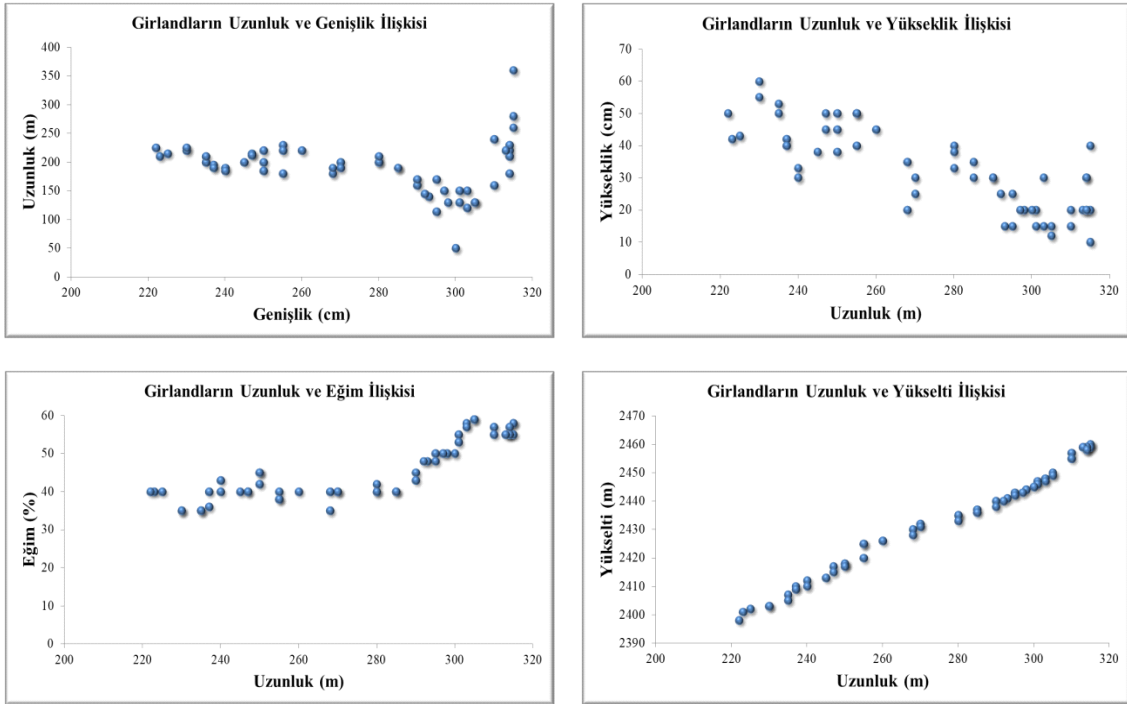 Girlandların Uzunluk ve Genişlik İlişkisi
Uzunluk (m)
400
350
300
250
200
150
100
50
0
200 220 240 260 280 300 320
Genişlik (cm)
Girlandların Uzunluk ve Yükseklik İlişkisi
Yükseklik (cm)
70
60
50
40
30
20
10
0
200 220 240 260 280 300 320
Uzunluk (m)
Girlandların Uzunluk ve Eğim İlişkisi
Eğim (%)
60
50
40
30
20
10
0
200 220 240 260 280 300 320
Uzunluk (m)
Girlandların Uzunluk ve Yükselti İlişkisi
Yükselti (m)
2470
2460
2450
2440
2430
2420
2410
2400
2390
200 220 240 260 280 300 320
Uzunluk (m)